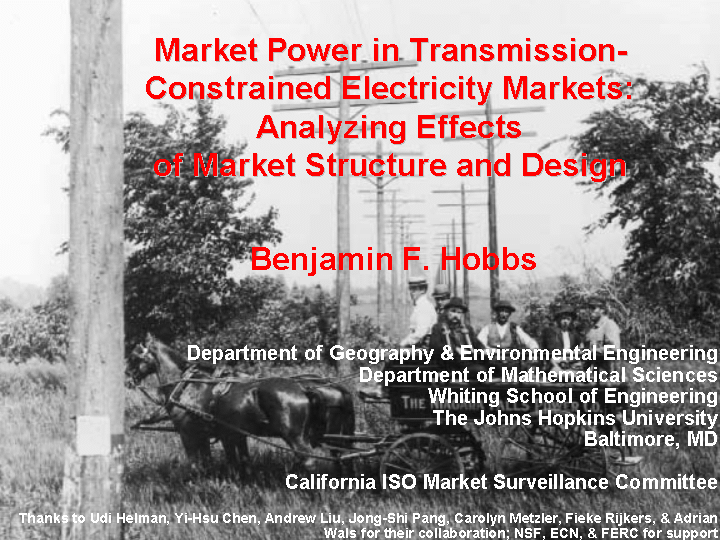 Market Power in Transmission-
Constrained Electricity Markets:
Analyzing Effects
of Market Structure and Design
Benjamin F. Hobbs
Department of Geography & Environmental Engineering
Department of Mathematical Sciences
Whiting School of Engineering
The Johns Hopkins University
Baltimore, MD
THE
California ISO Market Surveillance Committee
Thanks to Udi Helman, Yi-Hsu Chen, Andrew Liu, Jong-Shi Pang, Carolyn Metzler, Fieke Rijkers, & Adrian
Wals for their collaboration; NSF, ECN, & FERC for support